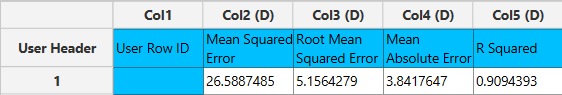 Col1 Col2 (D) Col3 (D) Col4 (D) Col5 (D)
User Header User Row ID Mean Squared Error Root Mean Squared Error Mean Absolute Error R Squared
1 26.5887485 5.1564279 3.8417647 0.9094393